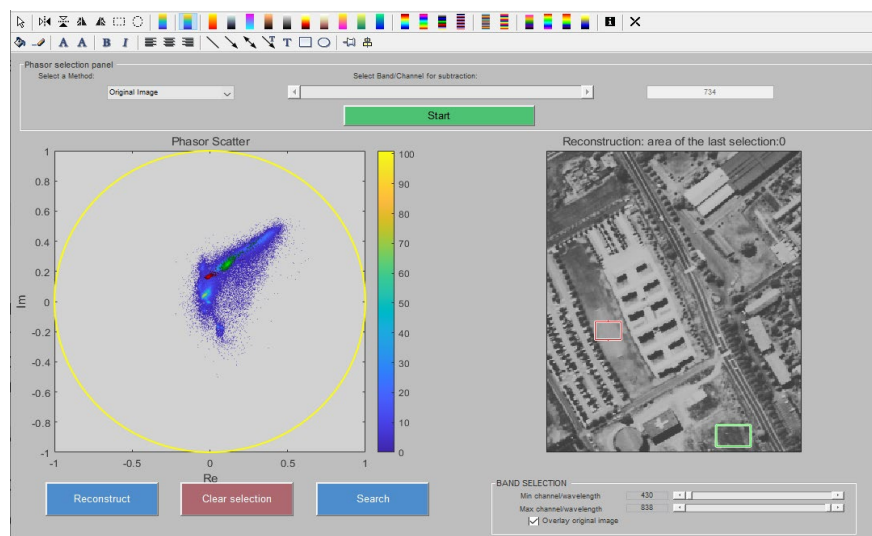 A A B I
T
Phasor selection panel
Select a Method:
Select Band/Channel for subtraction:
Original Image
734
Start
Phasor Scatter
Reconstruction: area of the last selection:0
1
0.8
0.6
0.4
0.2
0
-0.2
-0.4
-0.6
-0.8
-1
Im
-1 -0.5 0 0.5 1
Re
100
90
80
70
60
50
40
30
20
10
0
Reconstruct
Clear selection
Search
BAND SELECTION
Min channel/wavelength 430
Max channel/wavelength 838
Overlay original image